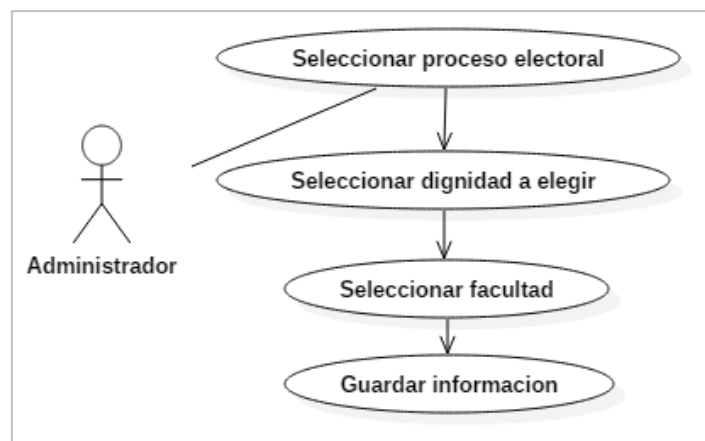 Seleccionar proceso electoral
Seleccionar dignidad a elegir
Administrador
Seleccionar facultad
Guardar informacion